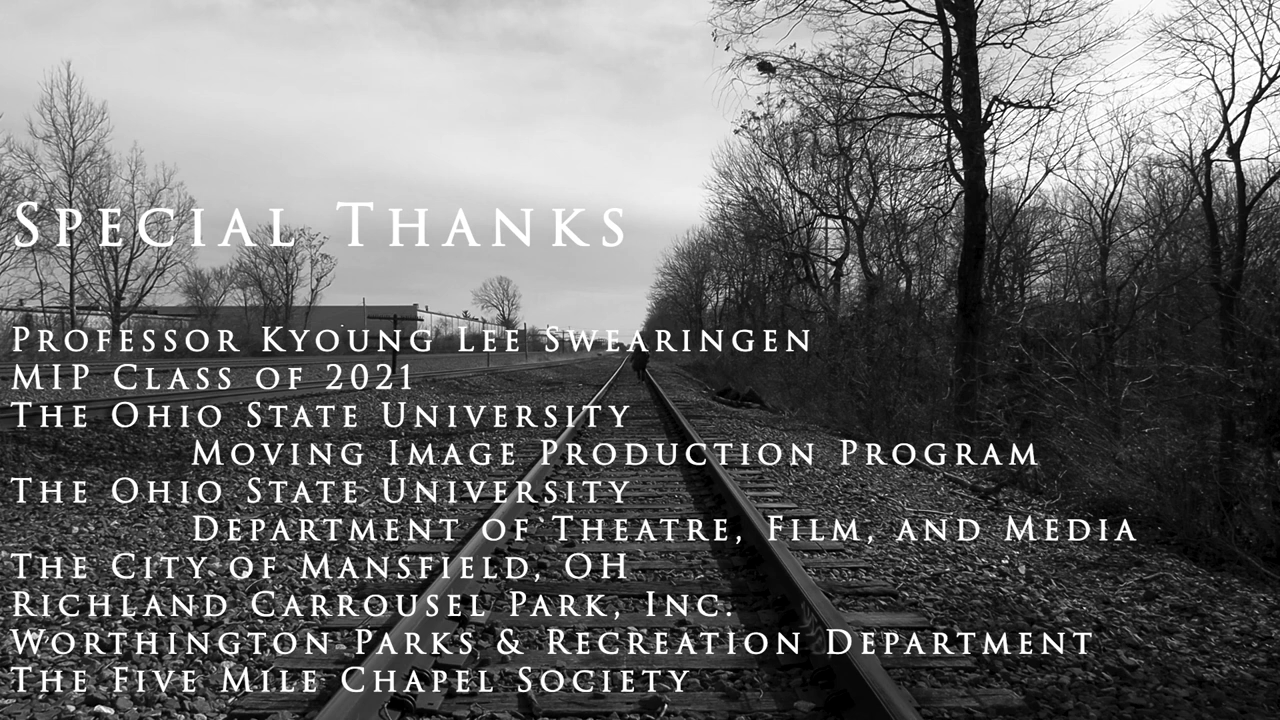 Special Thanks
Professor Kyoung Lee Swearingen
MIP Class of 2021
The Ohio State University
Moving Image Production Program
The Ohio State University
Department of Theatre, Film, and Media
The City of Mansfield, OH
Richland Carrousel Park, Inc.
Worthington Parks & Recreation Department
The Five Mile Chapel Society